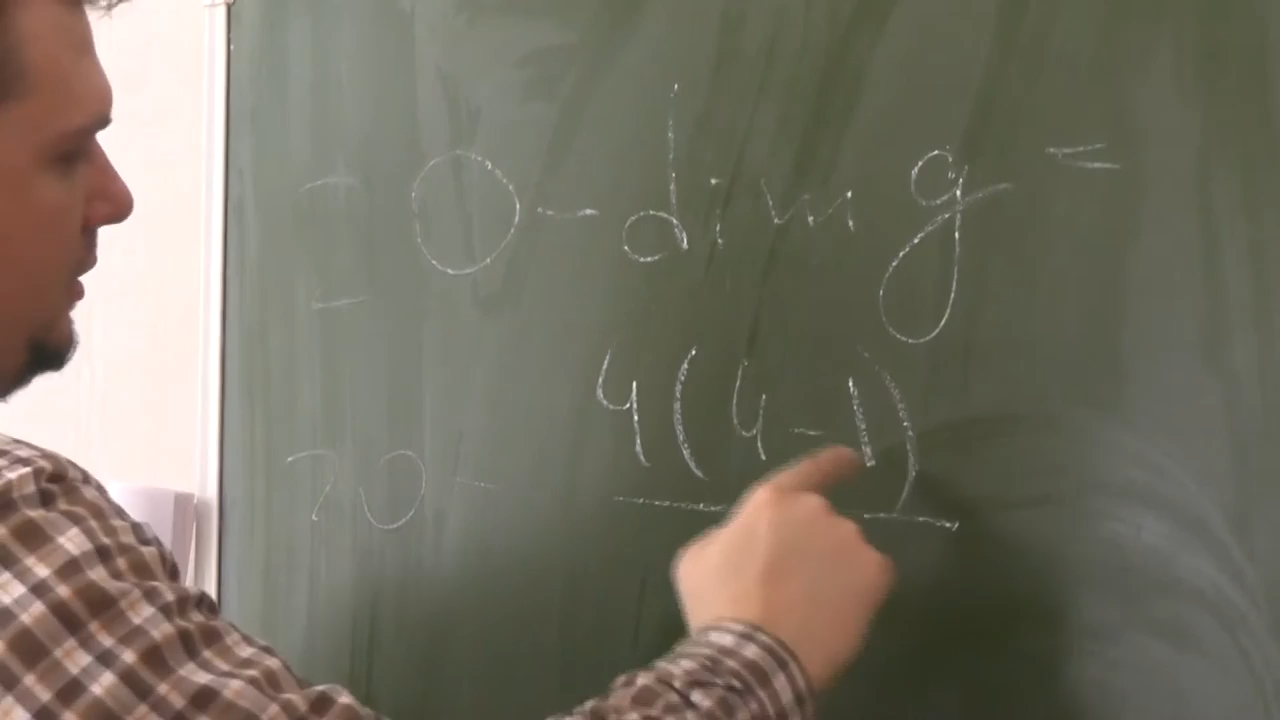 = 0 - dim g =
20 - 4(4-1)